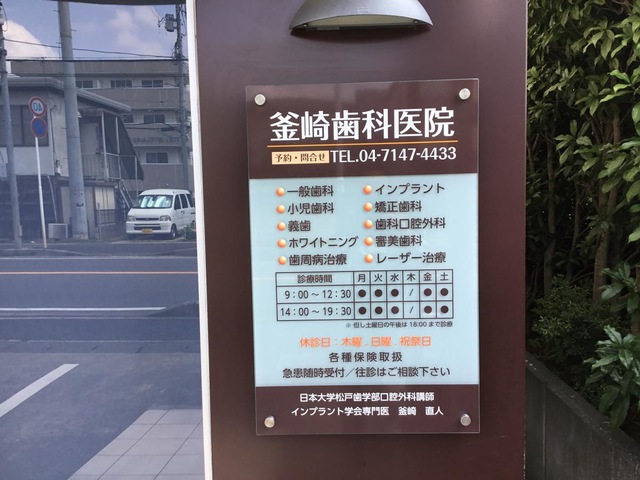 釜崎歯科医院
予約・問合せ TEL.04-7147-4433
一般歯科 インプラント
小児歯科 矯正歯科
義歯 歯科口腔外科
ホワイトニング 審美歯科
歯周病治療 レーザー治療
診療時間 月 火 水 木 金 土
9:00〜12:30 ● ● ● / ● ●
14:00〜19:30 ● ● ● / ● ●
※ 但し土曜日の午後は18:00まで診療
休診日:木曜.日曜.祝祭日
各種保険取扱
急患随時受付/往診はご相談下さい
日本大学松戸歯学部口腔外科講師
インプラント学会専門医 釜崎 直人